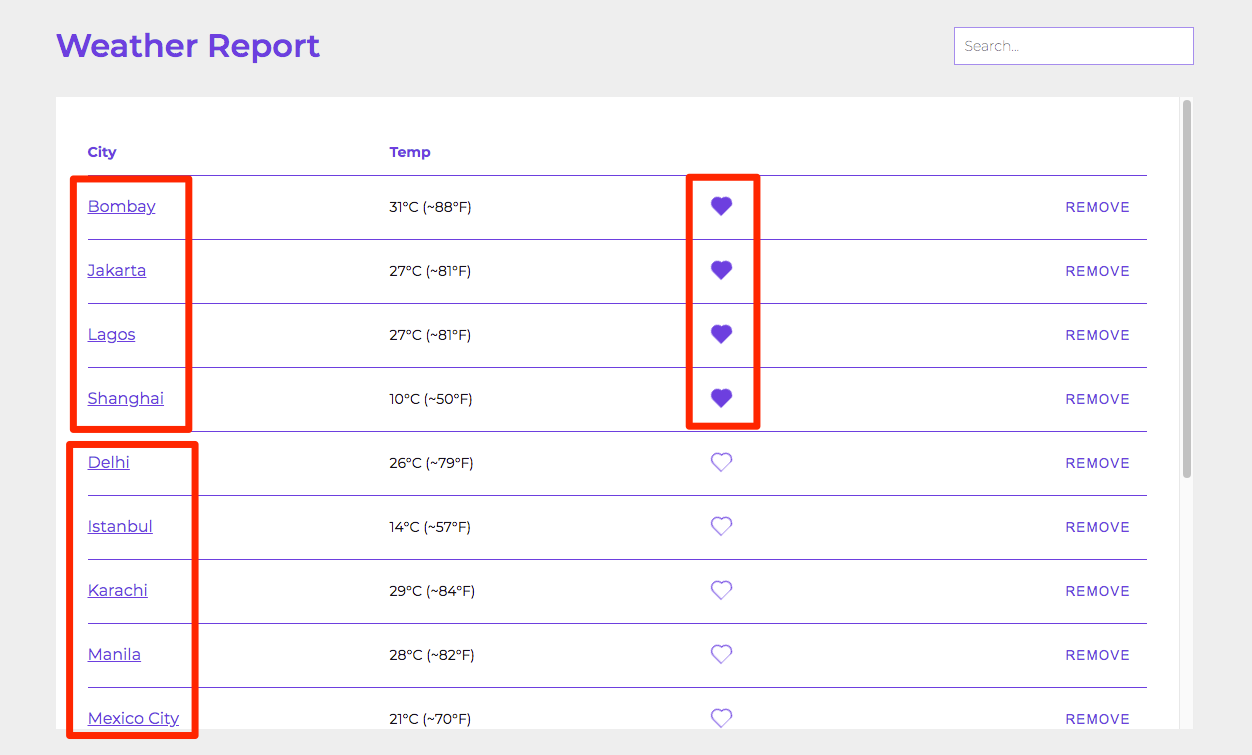 Weather Report
Search...
City Temp
Bombay 31°C (~88°F) REMOVE
Jakarta 27°C (~81°F) REMOVE
Lagos 27°C (~81°F) REMOVE
Shanghai 10°C (~50°F) REMOVE
Delhi 26°C (~79°F) REMOVE
Istanbul 14°C (~57°F) REMOVE
Karachi 29°C (~84°F) REMOVE
Manila 28°C (~82°F) REMOVE
Mexico City 21°C (~70°F) REMOVE